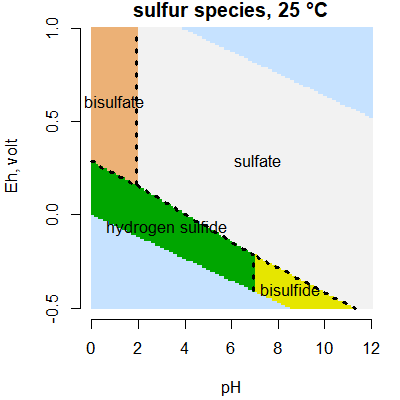 sulfur species, 25 °C
1.0
bisulfate
0.5
sulfate
Eh, volt
0.0
hydrogen sulfide
bisulfide
-0.5
0 2 4 6 8 10 12
pH